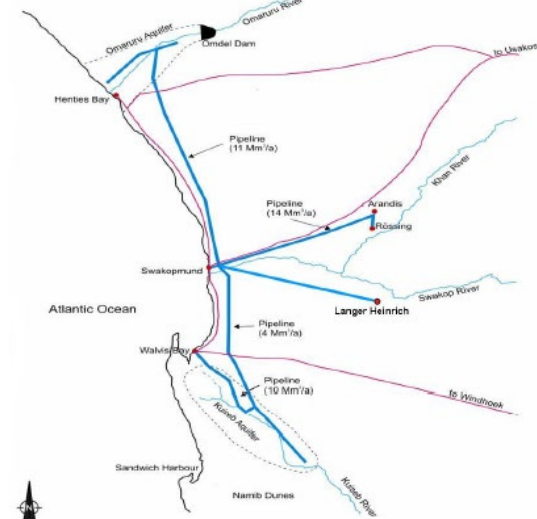 Omaruru River
Omaruru Aquifer
Omdel Dam
to Usakos
Henties Bay
Pipeline
(11 Mm³/a)
Khan River
Pipeline
(14 Mm³/a)
Arandis
Rössing
Swakopmund
Swakop River
Langer Heinrich
Atlantic Ocean
Pipeline
(4 Mm³/a)
Walvis Bay
Pipeline
(10 Mm³/a)
to Windhoek
Kuiseb Aquifer
Sandwich Harbour
Kuiseb River
Namib Dunes
N